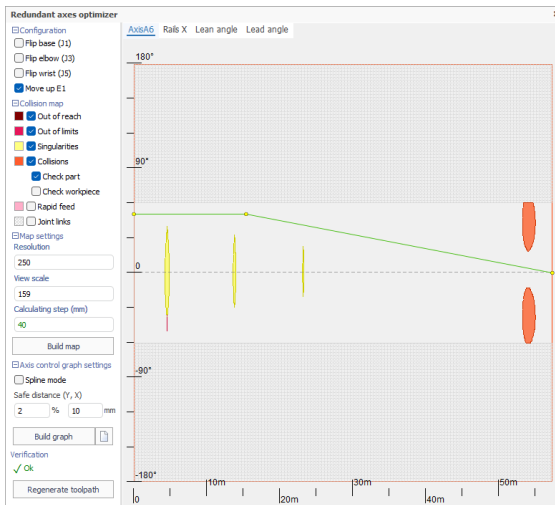 Redundant axes optimizer
Configuration
Flip base (J1)
Flip elbow (J3)
Flip wrist (J5)
Move up E1
Collision map
Out of reach
Out of limits
Singularities
Collisions
Check part
Check workpiece
Rapid feed
Joint links
Map settings
Resolution
250
View scale
159
Calculating step (mm)
40
Build map
Axis control graph settings
Spline mode
Safe distance (Y, X)
2 % 10 mm
Build graph
Verification
Ok
Regenerate toolpath
AxisA6 Rails X Lean angle Lead angle
180°
90°
0
-90°
-180°
0 10m 20m 30m 40m 50m